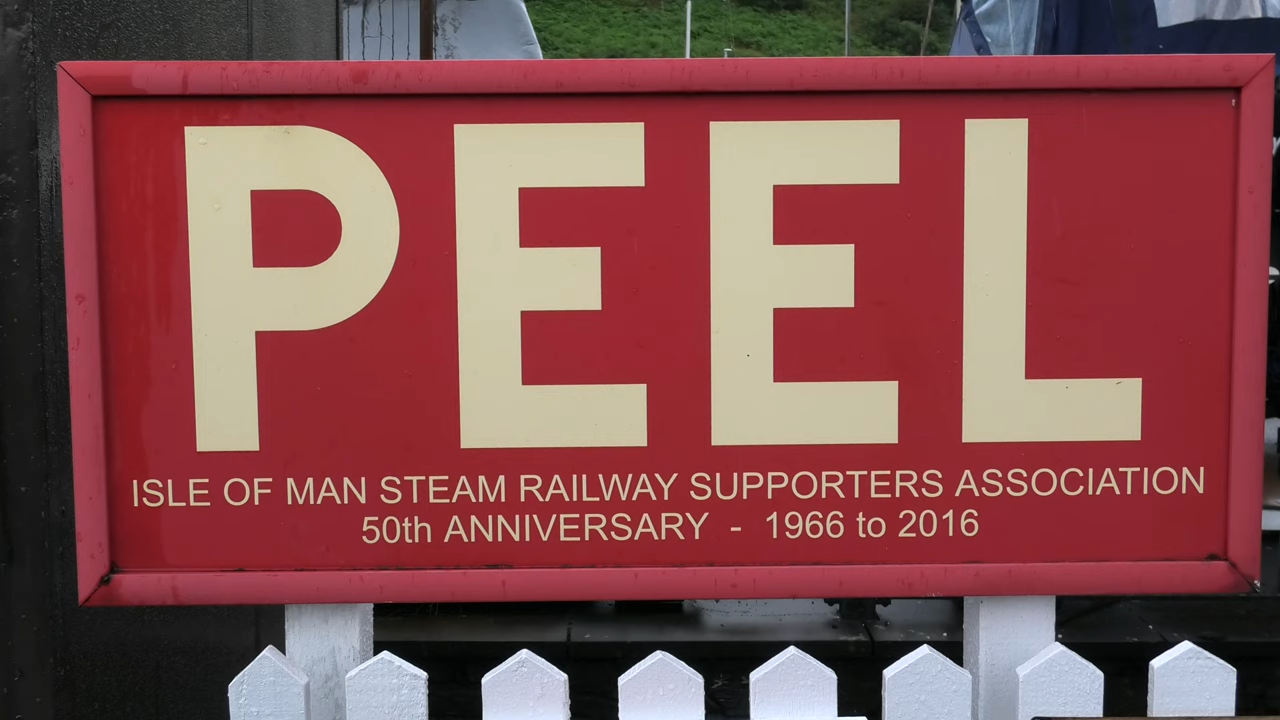 PEEL
ISLE OF MAN STEAM RAILWAY SUPPORTERS ASSOCIATION
50th ANNIVERSARY - 1966 to 2016